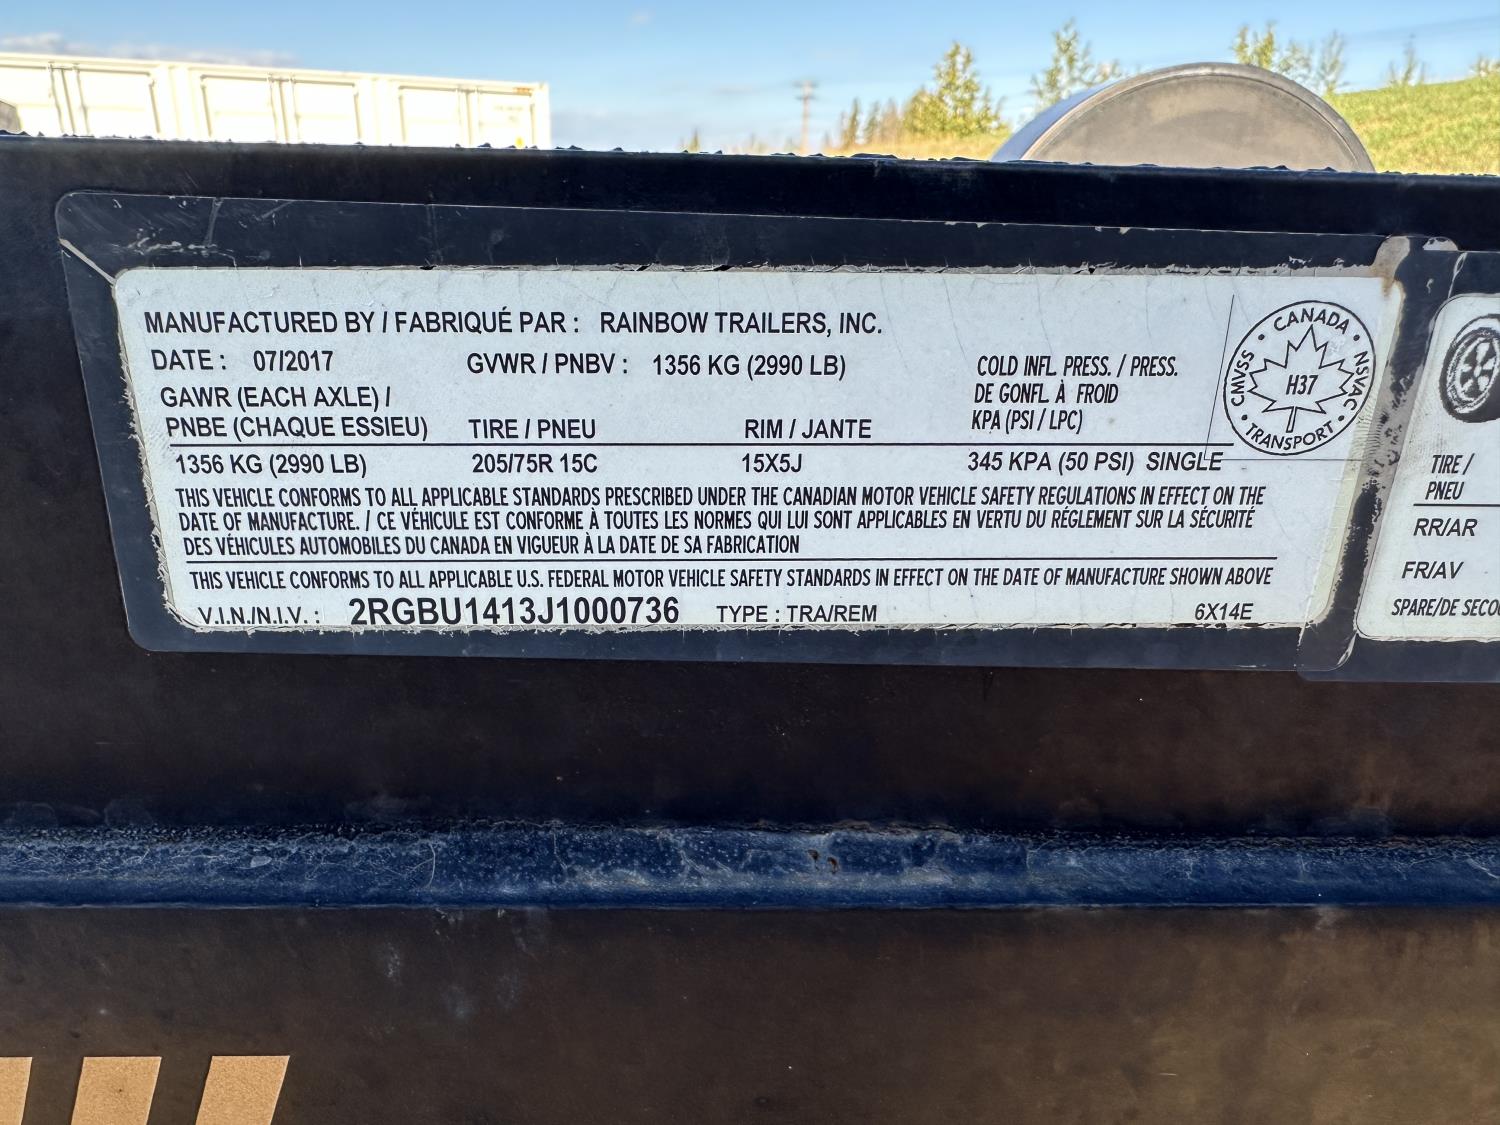 MANUFACTURED BY / FABRIQUÉ PAR : RAINBOW TRAILERS, INC.
DATE : 07/2017 GVWR / PNBV : 1356 KG (2990 LB)
COLD INFL. PRESS. / PRESS.
DE GONFL. À FROID
KPA (PSI / LPC)
GAWR (EACH AXLE) /
PNBE (CHAQUE ESSIEU) TIRE / PNEU RIM / JANTE
1356 KG (2990 LB) 205/75R 15C 15X5J 345 KPA (50 PSI) SINGLE
THIS VEHICLE CONFORMS TO ALL APPLICABLE STANDARDS PRESCRIBED UNDER THE CANADIAN MOTOR VEHICLE SAFETY REGULATIONS IN EFFECT ON THE
DATE OF MANUFACTURE. / CE VÉHICULE EST CONFORME À TOUTES LES NORMES QUI LUI SONT APPLICABLES EN VERTU DU RÉGLEMENT SUR LA SÉCURITÉ
DES VÉHICULES AUTOMOBILES DU CANADA EN VIGUEUR À LA DATE DE SA FABRICATION
THIS VEHICLE CONFORMS TO ALL APPLICABLE U.S. FEDERAL MOTOR VEHICLE SAFETY STANDARDS IN EFFECT ON THE DATE OF MANUFACTURE SHOWN ABOVE
V.I.N./N.I.V. : 2RGBU1413J1000736 TYPE : TRA/REM 6X14E
CANADA
CMVSS · NSVAC
H37
TRANSPORT
TIRE /
PNEU
RR/AR
FR/AV
SPARE/DE SECO